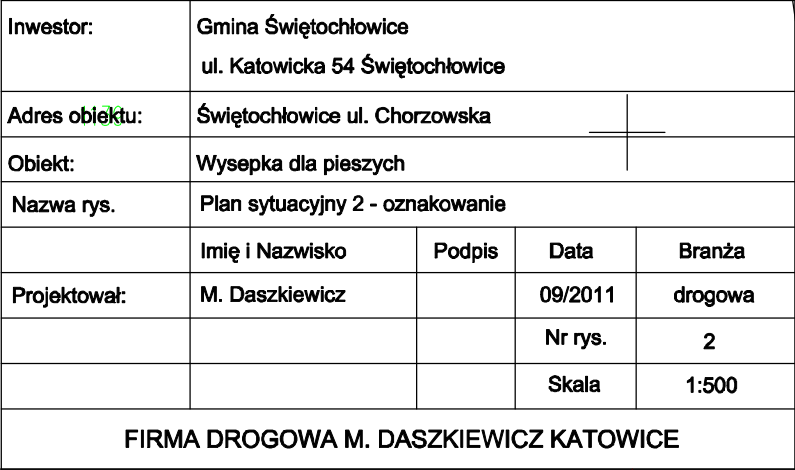 Inwestor: Gmina Świętochłowice
ul. Katowicka 54 Świętochłowice
Adres obiektu: Świętochłowice ul. Chorzowska
Obiekt: Wysepka dla pieszych
Nazwa rys. Plan sytuacyjny 2 - oznakowanie
Imię i Nazwisko Podpis Data Branża
Projektował: M. Daszkiewicz 09/2011 drogowa
Nr rys. 2
Skala 1:500
FIRMA DROGOWA M. DASZKIEWICZ KATOWICE